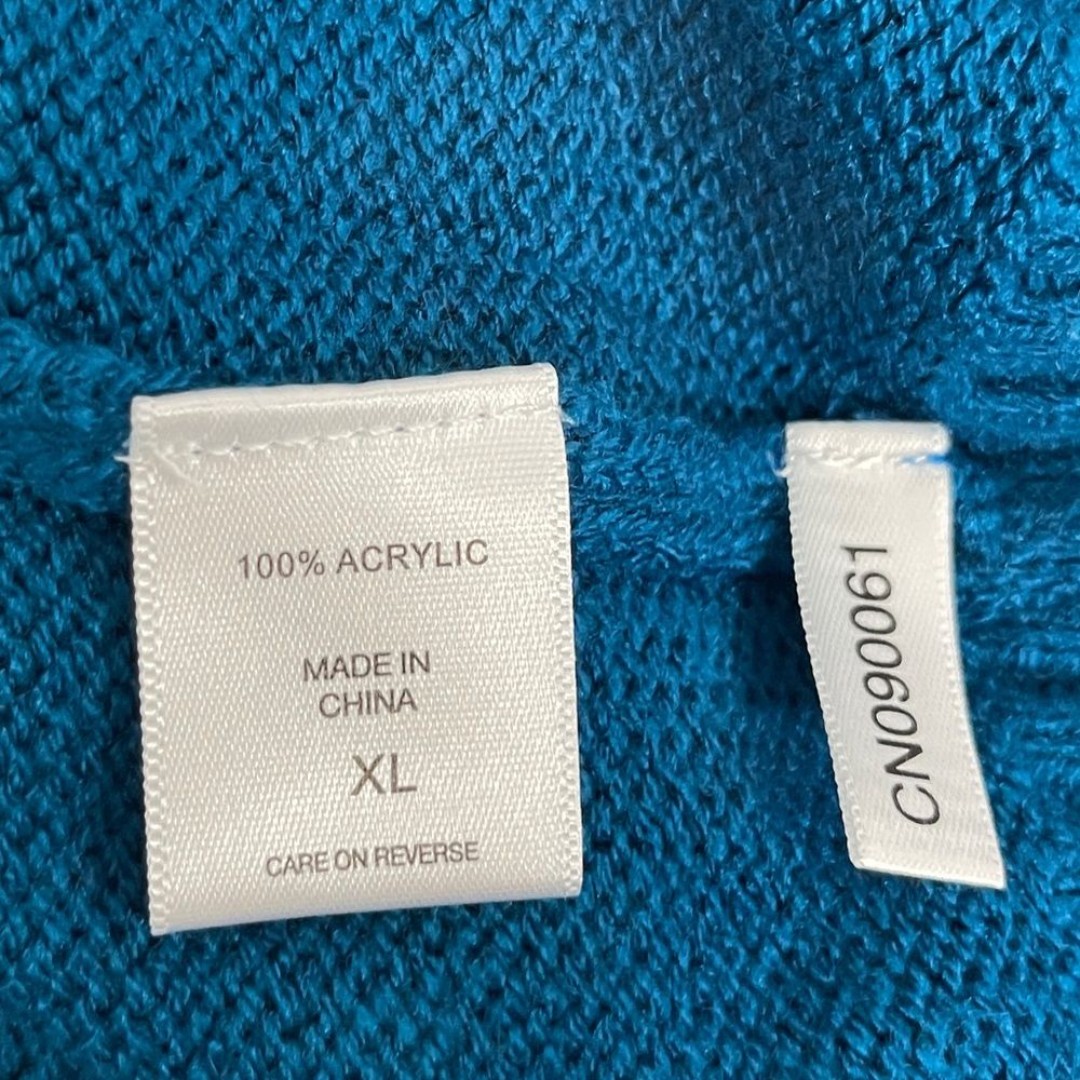 100% ACRYLIC
MADE IN
CHINA
XL
CARE ON REVERSE
CN090061